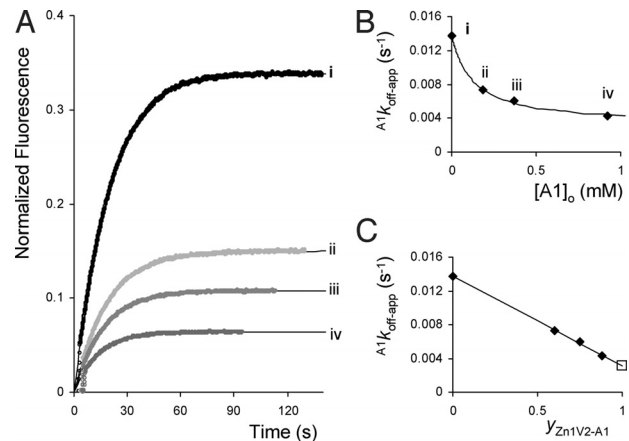 A
Normalized Fluorescence
0.4
0.3
0.2
0.1
0
i
ii
iii
iv
0 30 60 90 120
Time (s)
B
A1k_off-app (s⁻¹)
0.016
0.012
0.008
0.004
0
i
ii
iii
iv
0 0.5 1
[A1]o (mM)
C
A1k_off-app (s⁻¹)
0.016
0.012
0.008
0.004
0
0 0.5 1
yZn1V2-A1